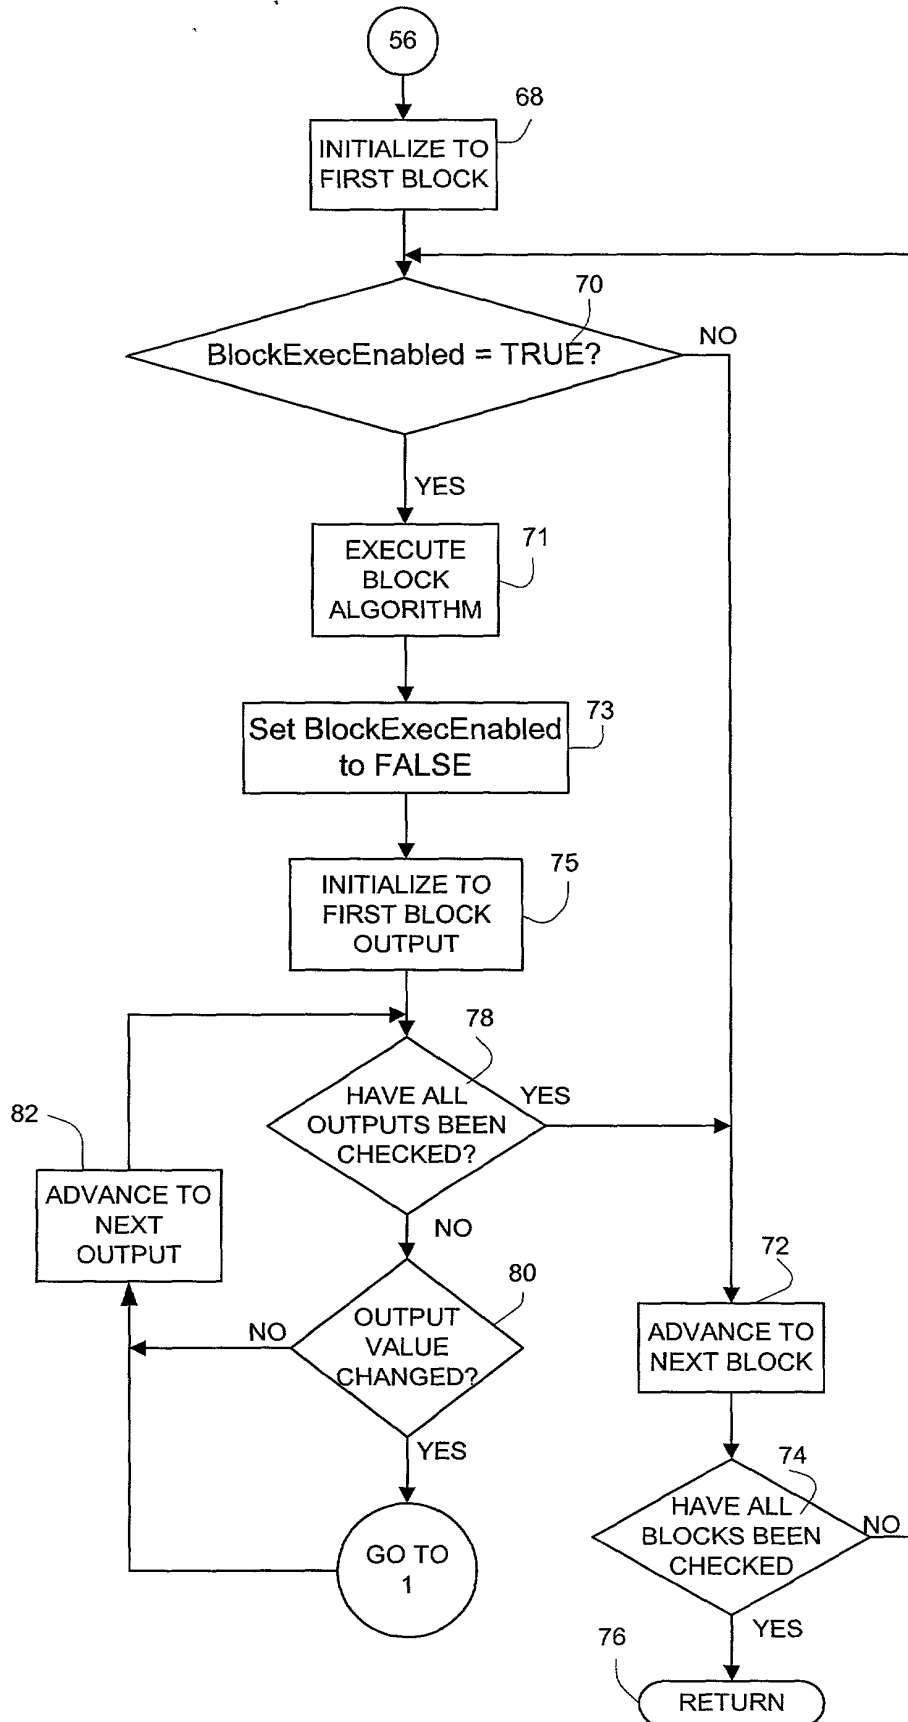 56
68
INITIALIZE TO
FIRST BLOCK
70
BlockExecEnabled = TRUE?
NO
YES
71
EXECUTE
BLOCK
ALGORITHM
73
Set BlockExecEnabled
to FALSE
75
INITIALIZE TO
FIRST BLOCK
OUTPUT
78
HAVE ALL
OUTPUTS BEEN
CHECKED?
YES
82
ADVANCE TO
NEXT
OUTPUT
NO
80
OUTPUT
VALUE
CHANGED?
NO
YES
72
ADVANCE TO
NEXT BLOCK
74
HAVE ALL
BLOCKS BEEN
CHECKED
NO
GO TO
1
YES
76
RETURN